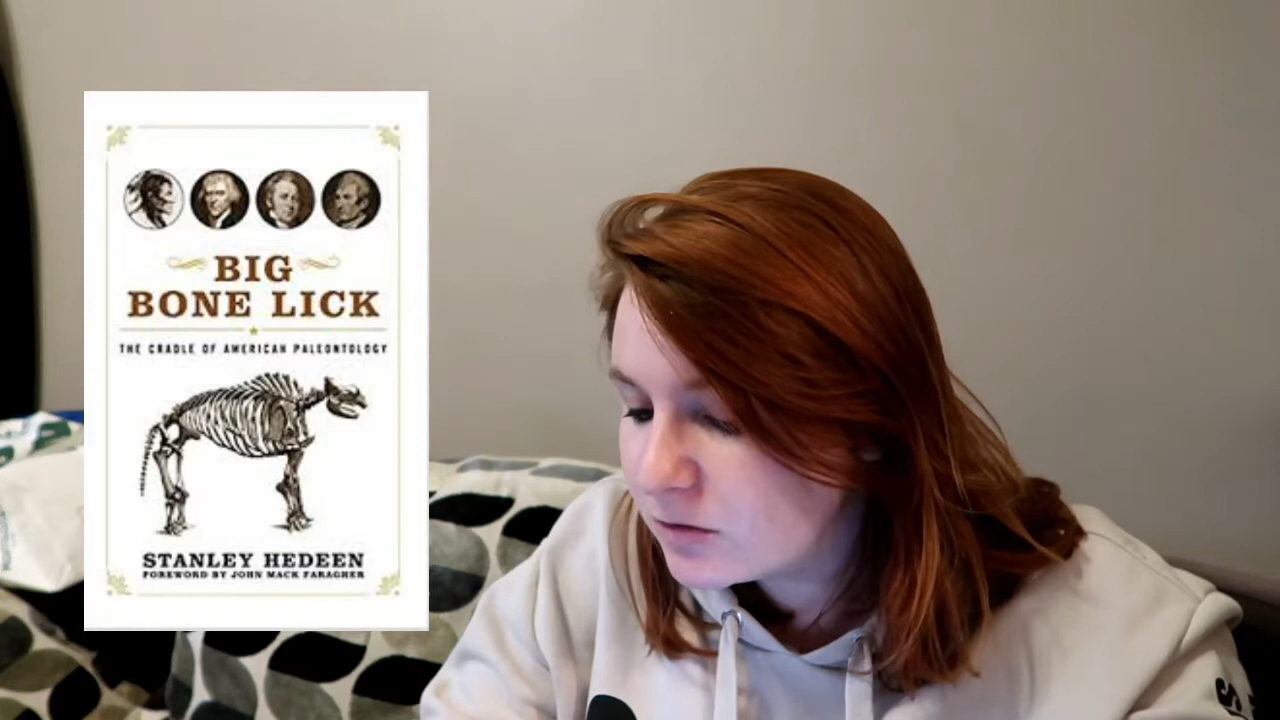 BIG
BONE LICK
THE CRADLE OF AMERICAN PALEONTOLOGY
STANLEY HEDEEN
FOREWORD BY JOHN MACK FARAGHER